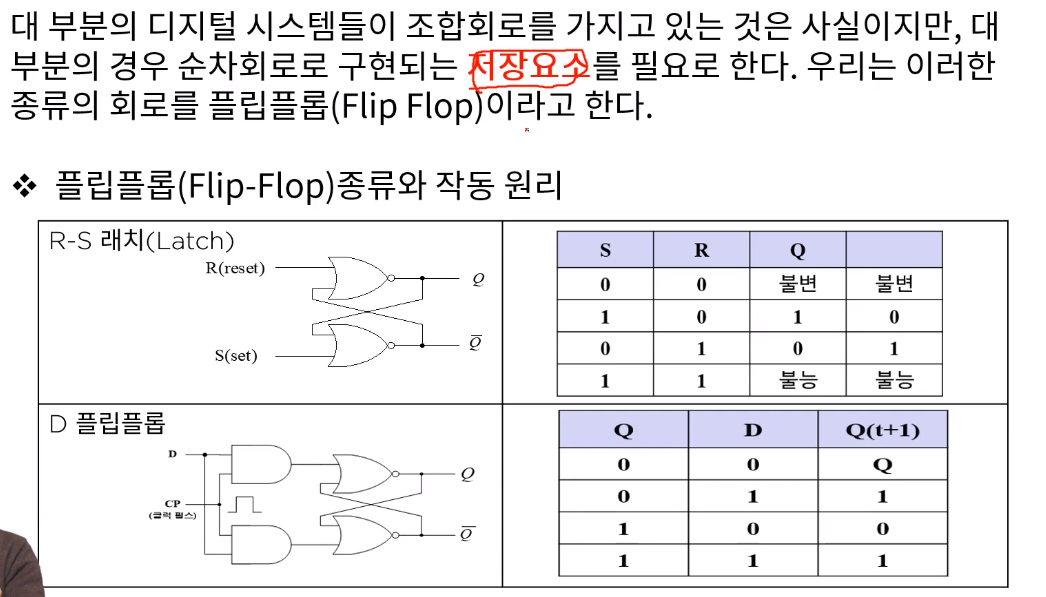 대 부분의 디지털 시스템들이 조합회로를 가지고 있는 것은 사실이지만, 대
부분의 경우 순차회로로 구현되는 저장요소를 필요로 한다. 우리는 이러한
종류의 회로를 플립플롭(Flip Flop)이라고 한다.
❖ 플립플롭(Flip-Flop)종류와 작동 원리
R-S 래치(Latch)
R(reset)
Q
S(set)
Q̅
S R Q
0 0 불변 불변
1 0 1 0
0 1 0 1
1 1 불능 불능
D 플립플롭
D
Q
CP
(클럭 펄스)
Q̅
Q D Q(t+1)
0 0 Q
0 1 1
1 0 0
1 1 1